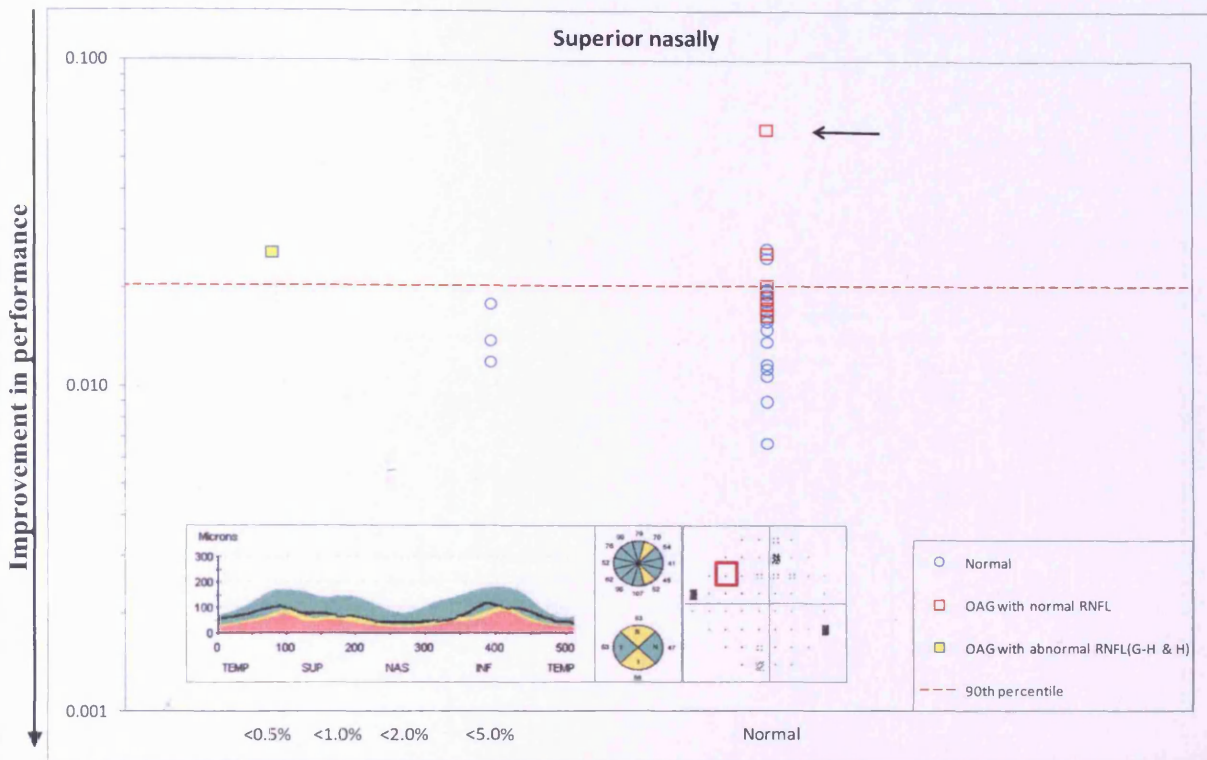 Superior nasally
Improvement in performance
0.100
0.010
0.001
Microns
300
200
100
0
0 100 200 300 400 500
TEMP SUP NAS INF TEMP
○ Normal
□ OAG with normal RNFL
OAG with abnormal RNFL(G-H & H)
90th percentile
<0.5% <1.0% <2.0% <5.0% Normal